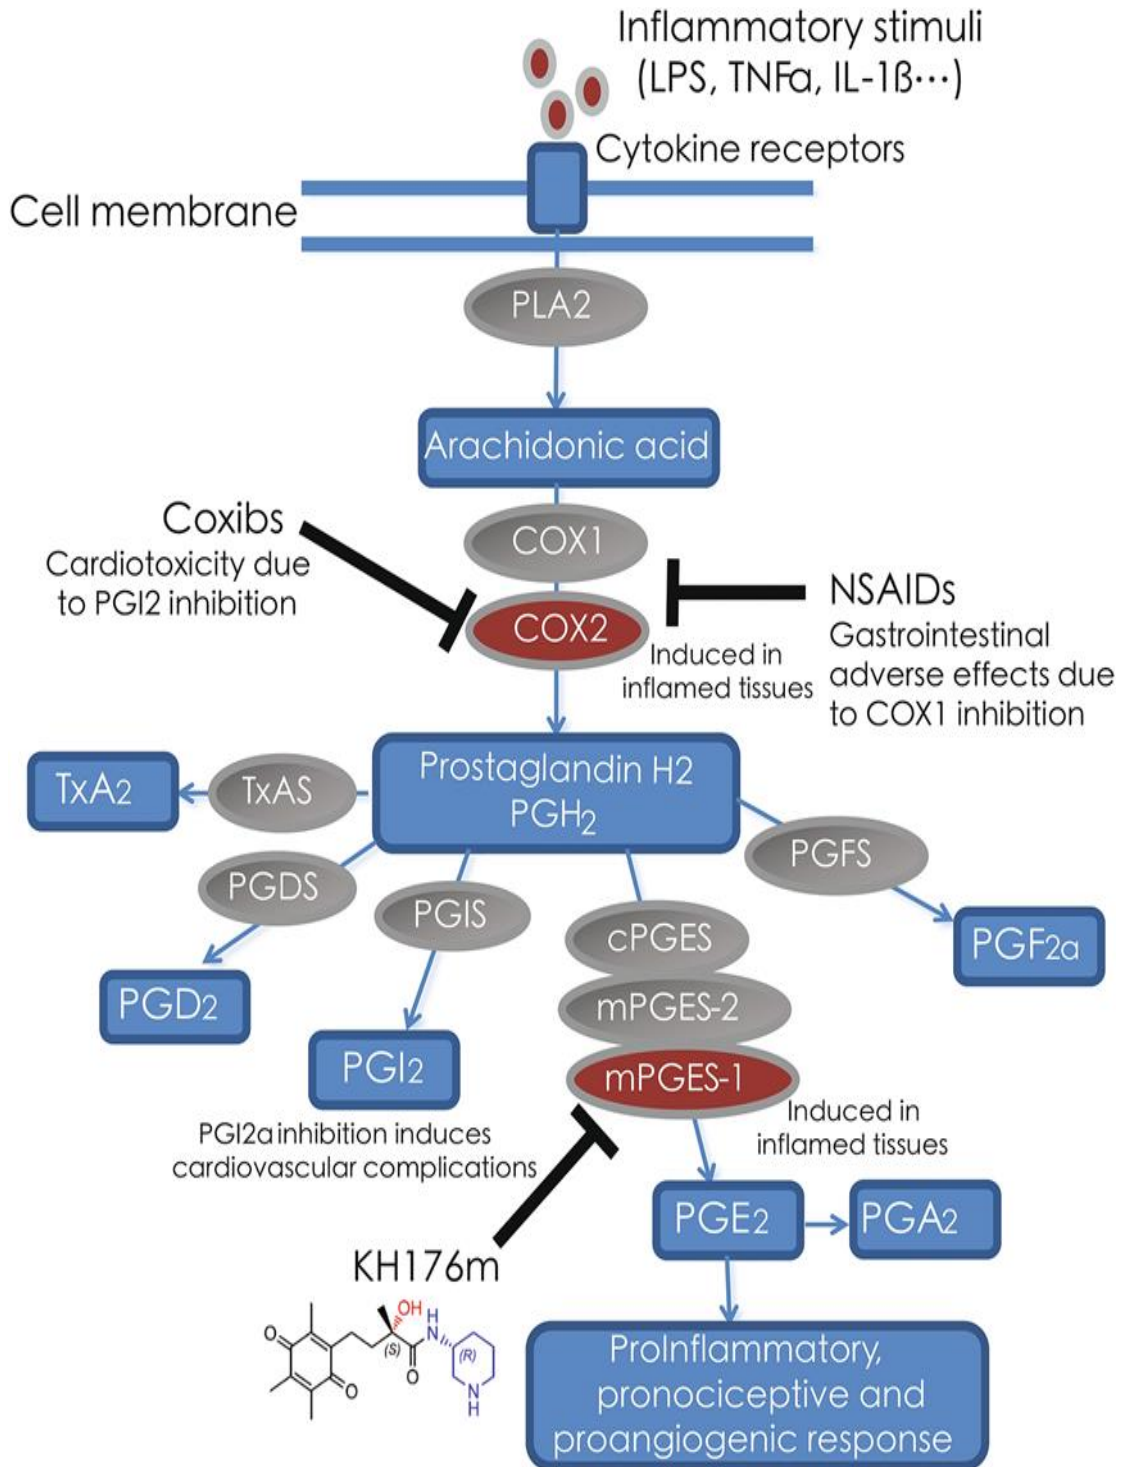 Inflammatory stimuli
(LPS, TNFα, IL-1ß···)
Cytokine receptors
Cell membrane
PLA2
Arachidonic acid
Coxibs
Cardiotoxicity due
to PGI2 inhibition
COX1
COX2
Induced in
inflamed tissues
NSAIDs
Gastrointestinal
adverse effects due
to COX1 inhibition
Prostaglandin H2
PGH2
TxA2
TxAS
PGDS
PGIS
PGFS
cPGES
mPGES-2
mPGES-1
PGF2a
PGD2
PGI2
PGI2a inhibition induces
cardiovascular complications
Induced in
inflamed tissues
PGE2
PGA2
KH176m
O
O
OH
(S)
O
N
H
(R)
N
H
ProInflammatory,
pronociceptive and
proangiogenic response